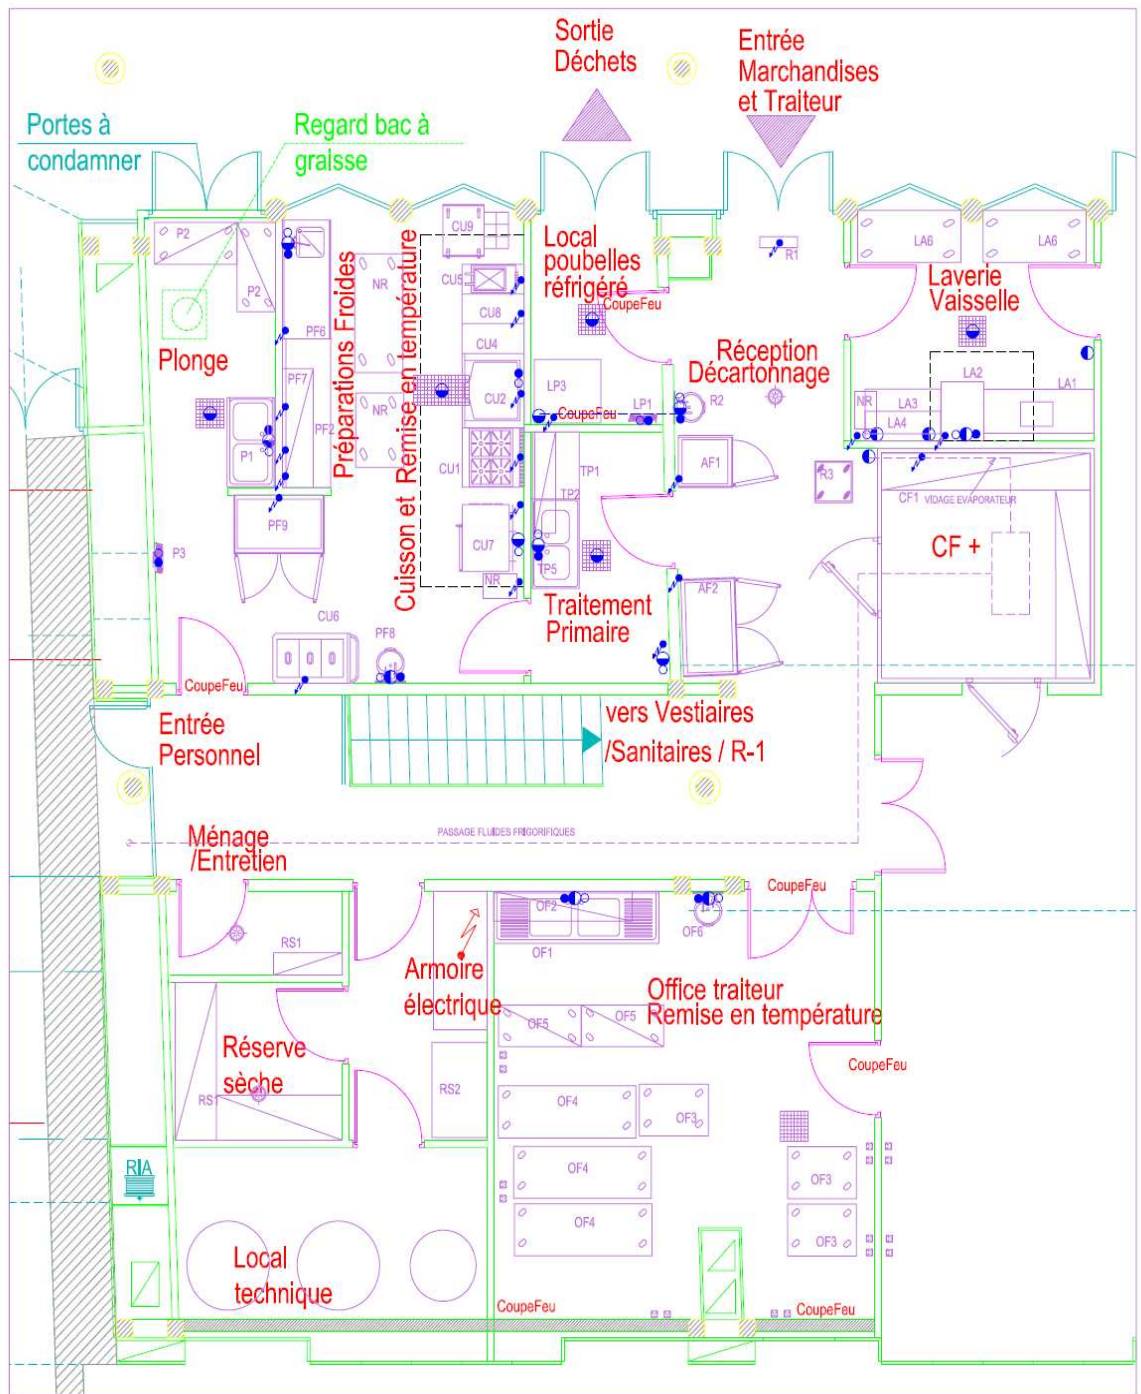 Sortie
Déchets
Entrée
Marchandises
et Traiteur
Portes à
condamner
Regard bac à
graisse
P2
P2
Plonge
P1
P3
PF6
PF7
PF2
PF9
Préparations Froides
NR
NR
Cuisson et Remise en température
CU9
CU5
CU8
CU4
CU2
CU1
CU7
NR
CU6
PF8
Local
poubelles
réfrigéré
CoupeFeu
LP3
LP1
CoupeFeu
TP1
TP2
TP5
Traitement
Primaire
R1
Réception
Décartonnage
R2
AF1
R3
AF2
LA6
LA6
Laverie
Vaisselle
LA2
LA1
NR
LA3
LA4
CF1
VIDAGE EVAPORATEUR
CF +
CoupeFeu
Entrée
Personnel
vers Vestiaires
/Sanitaires / R-1
PASSAGE FLUIDES FRIGORIFIQUES
Ménage
/Entretien
RS1
Armoire
électrique
OF2
OF1
OF6
CoupeFeu
Office traiteur
Remise en température
OF5
OF5
Réserve
sèche
RS1
RS2
CoupeFeu
OF4
OF3
OF4
OF3
OF4
OF3
RIA
Local
technique
CoupeFeu
CoupeFeu